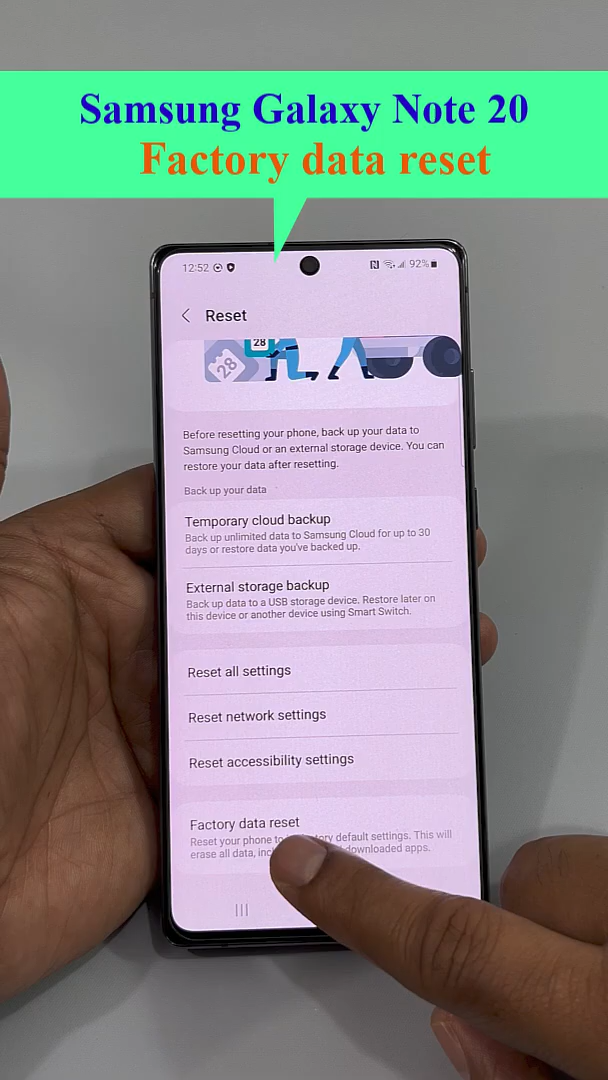 Samsung Galaxy Note 20
Factory data reset
12:52
92%
Reset
28
28
Before resetting your phone, back up your data to
Samsung Cloud or an external storage device. You can
restore your data after resetting.
Back up your data
Temporary cloud backup
Back up unlimited data to Samsung Cloud for up to 30
days or restore data you've backed up.
External storage backup
Back up data to a USB storage device. Restore later on
this device or another device using Smart Switch.
Reset all settings
Reset network settings
Reset accessibility settings
Factory data reset
Reset your phone to default settings. This will
erase all data, downloaded apps.